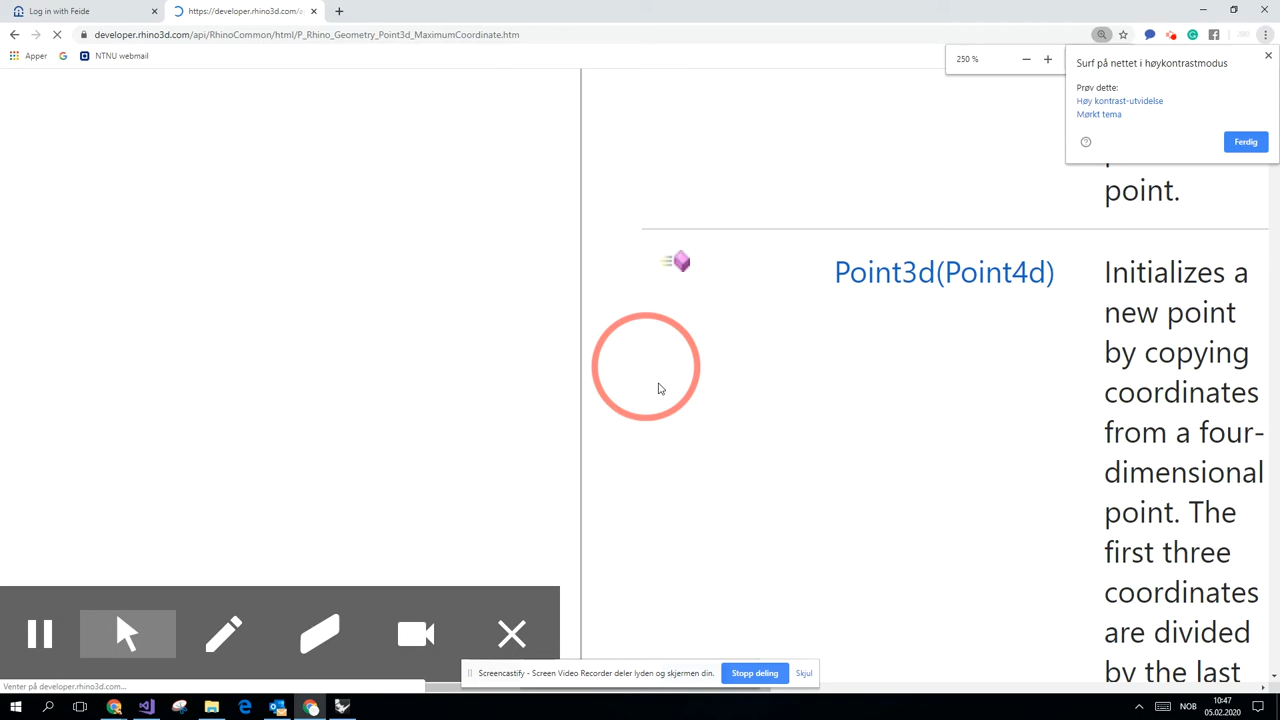 Log in with Feide
https://developer.rhino3d.com/a
developer.rhino3d.com/api/RhinoCommon/html/P_Rhino_Geometry_Point3d_MaximumCoordinate.htm
Apper
NTNU webmail
250 %
Surf på nettet i høykontrastmodus
Prøv dette:
Høy kontrast-utvidelse
Mørkt tema
Ferdig
point.
Point3d(Point4d)
Initializes a
new point
by copying
coordinates
from a four-
dimensional
point. The
first three
coordinates
are divided
by the last
Screencastify - Screen Video Recorder deler lyden og skjermen din.
Stopp deling
Skjul
Venter på developer.rhino3d.com...
NOB
10:47
05.02.2020